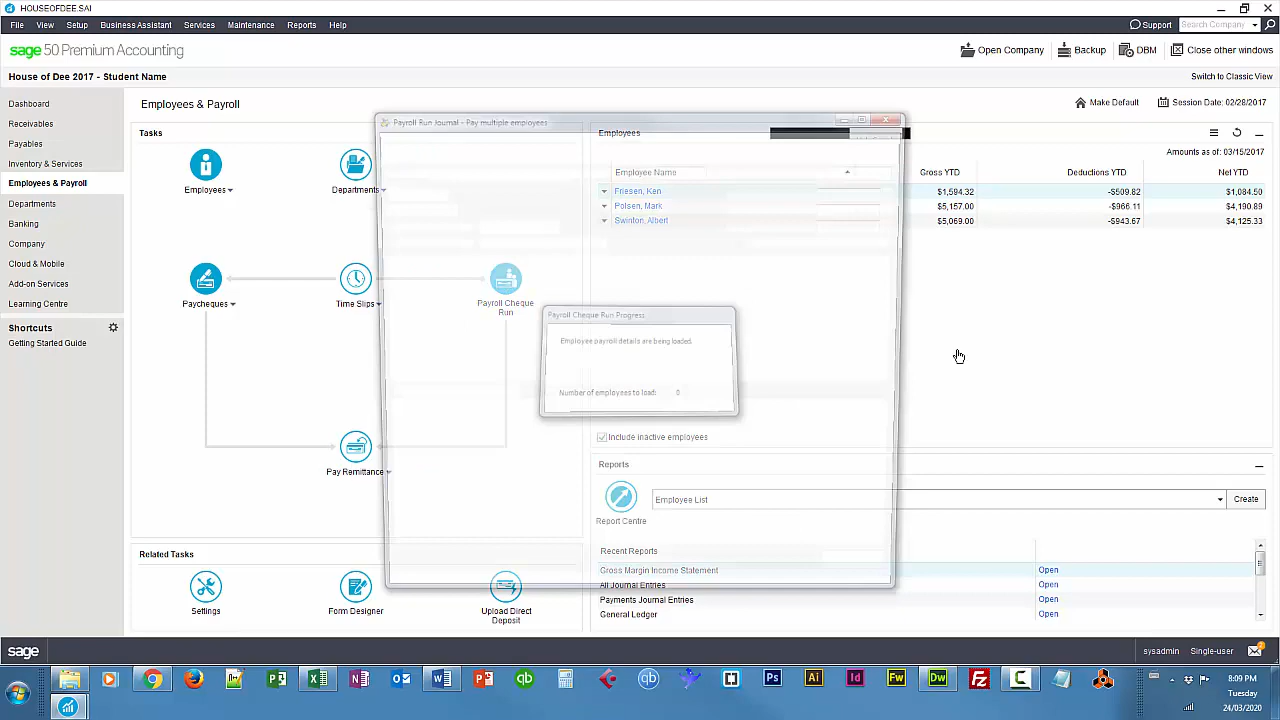 HOUSEOFDEE.SAI
File View Setup Business Assistant Services Maintenance Reports Help
Support Search Company
sage 50 Premium Accounting
Open Company Backup DBM Close other windows
House of Dee 2017 - Student Name
Switch to Classic View
Dashboard
Receivables
Payables
Inventory & Services
Employees & Payroll
Departments
Banking
Company
Cloud & Mobile
Add-on Services
Learning Centre
Shortcuts
Getting Started Guide
Employees & Payroll
Make Default Session Date: 02/28/2017
Tasks
Employees
Departments
Paycheques
Time Slips
Payroll Cheque Run
Pay Remittance
Related Tasks
Settings
Form Designer
Upload Direct Deposit
Payroll Run Journal - Pay multiple employees
Payroll Cheque Run Progress
Employee payroll details are being loaded.
Number of employees to load: 0
Employees
Amounts as of: 03/15/2017
Employee Name Gross YTD Deductions YTD Net YTD
Friesen, Ken $1,594.32 -$509.82 $1,084.50
Polsen, Mark $5,157.00 -$966.11 $4,190.89
Swinton, Albert $5,069.00 -$943.67 $4,125.33
Include inactive employees
Reports
Report Centre
Employee List
Create
Recent Reports
Gross Margin Income Statement Open
All Journal Entries Open
Payments Journal Entries Open
General Ledger Open
sage
sysadmin Single-user
8:09 PM
Tuesday
24/03/2020